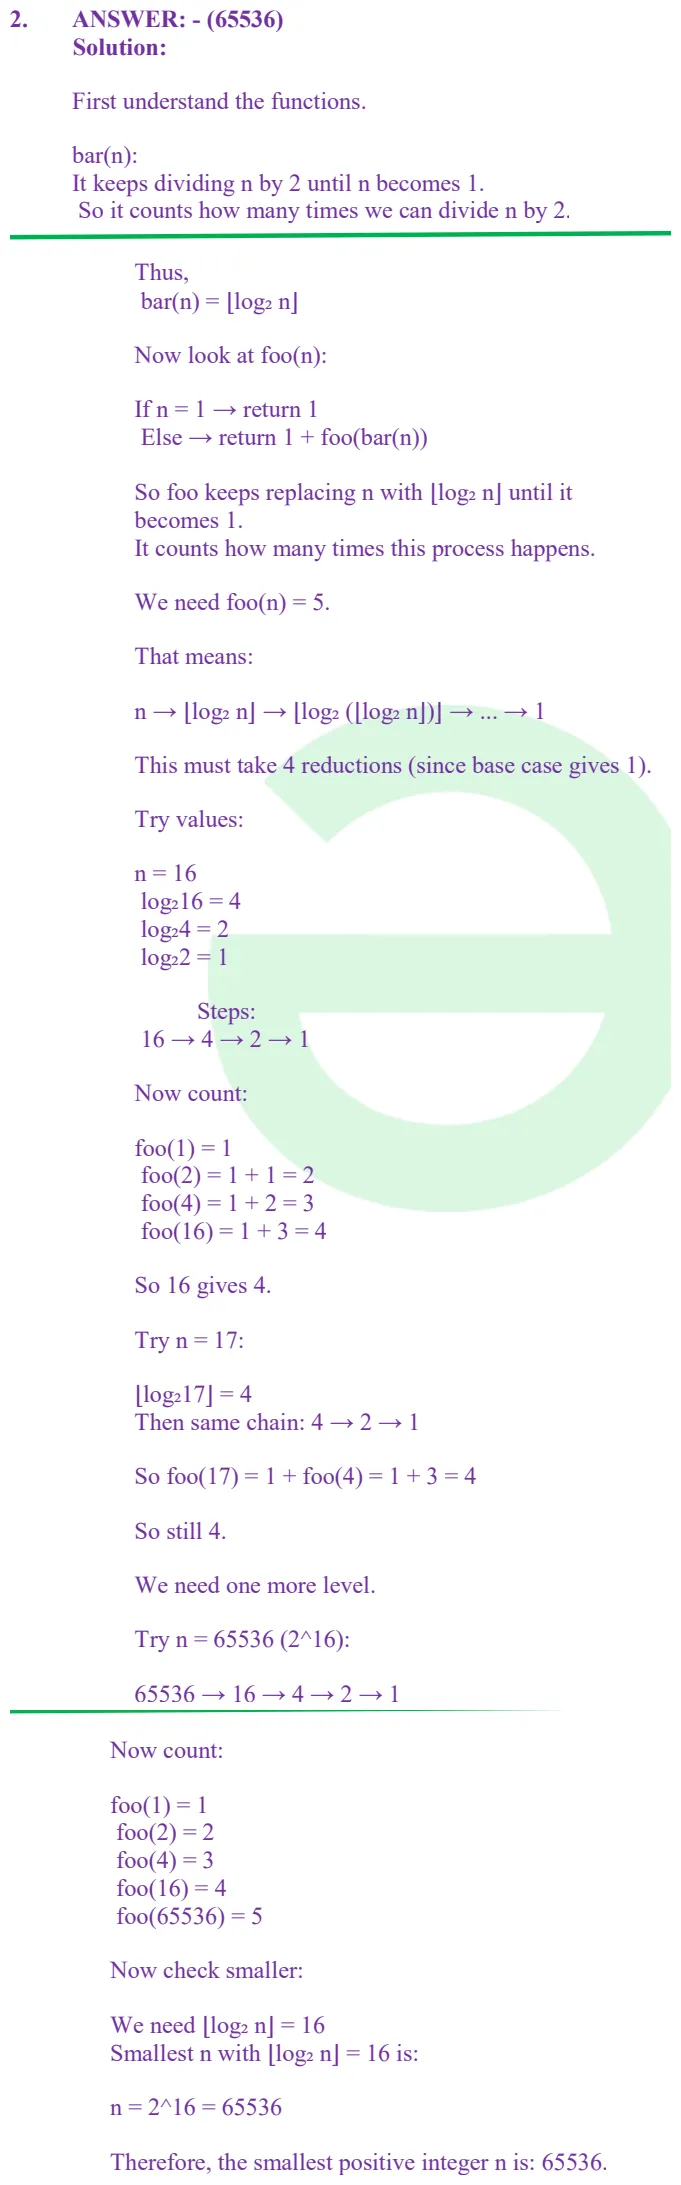 2. ANSWER: - (65536)
Solution:
First understand the functions.
bar(n):
It keeps dividing n by 2 until n becomes 1.
So it counts how many times we can divide n by 2.
Thus,
bar(n) = ⌊log₂ n⌋
Now look at foo(n):
If n = 1 → return 1
Else → return 1 + foo(bar(n))
So foo keeps replacing n with ⌊log₂ n⌋ until it
becomes 1.
It counts how many times this process happens.
We need foo(n) = 5.
That means:
n → ⌊log₂ n⌋ → ⌊log₂ (⌊log₂ n⌋)⌋ → ... → 1
This must take 4 reductions (since base case gives 1).
Try values:
n = 16
log₂16 = 4
log₂4 = 2
log₂2 = 1
Steps:
16 → 4 → 2 → 1
Now count:
foo(1) = 1
foo(2) = 1 + 1 = 2
foo(4) = 1 + 2 = 3
foo(16) = 1 + 3 = 4
So 16 gives 4.
Try n = 17:
⌊log₂17⌋ = 4
Then same chain: 4 → 2 → 1
So foo(17) = 1 + foo(4) = 1 + 3 = 4
So still 4.
We need one more level.
Try n = 65536 (2^16):
65536 → 16 → 4 → 2 → 1
Now count:
foo(1) = 1
foo(2) = 2
foo(4) = 3
foo(16) = 4
foo(65536) = 5
Now check smaller:
We need ⌊log₂ n⌋ = 16
Smallest n with ⌊log₂ n⌋ = 16 is:
n = 2^16 = 65536
Therefore, the smallest positive integer n is: 65536.